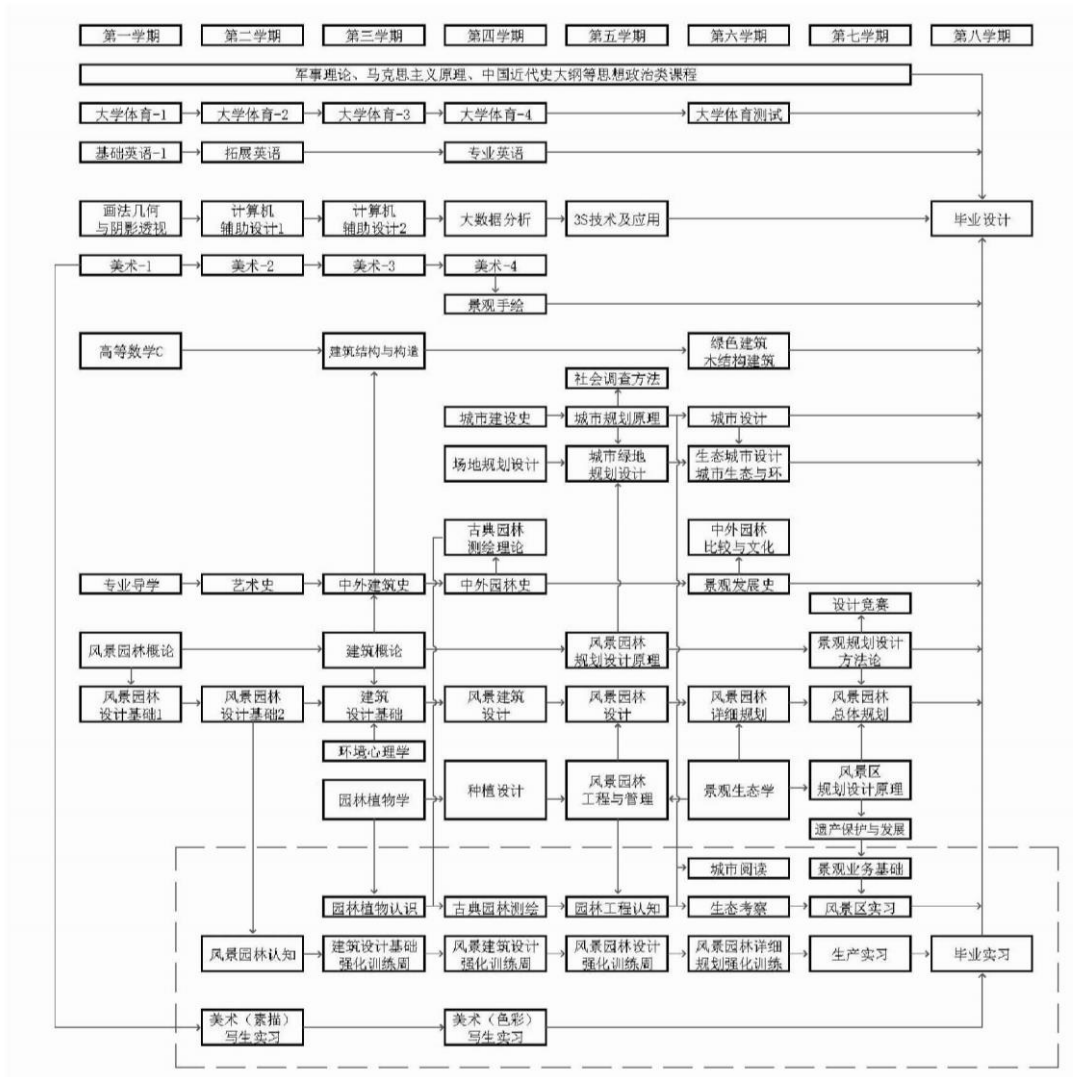 第一学期
第二学期
第三学期
第四学期
第五学期
第六学期
第七学期
第八学期
军事理论、马克思主义原理、中国近代史大纲等思想政治类课程
大学体育-1
大学体育-2
大学体育-3
大学体育-4
大学体育测试
基础英语-1
拓展英语
专业英语
画法几何
与阴影透视
计算机
辅助设计1
计算机
辅助设计2
大数据分析
3S技术及应用
毕业设计
美术-1
美术-2
美术-3
美术-4
景观手绘
高等数学C
建筑结构与构造
绿色建筑
木结构建筑
社会调查方法
城市建设史
城市规划原理
城市设计
场地规划设计
城市绿地
规划设计
生态城市设计
城市生态与环
古典园林
测绘理论
中外园林
比较与文化
专业导学
艺术史
中外建筑史
中外园林史
景观发展史
设计竞赛
风景园林概论
建筑概论
风景园林
规划设计原理
景观规划设计
方法论
风景园林
设计基础1
风景园林
设计基础2
建筑
设计基础
风景建筑
设计
风景园林
设计
风景园林
详细规划
风景园林
总体规划
环境心理学
园林植物学
种植设计
风景园林
工程与管理
景观生态学
风景区
规划设计原理
遗产保护与发展
城市阅读
景观业务基础
园林植物认识
古典园林测绘
园林工程认知
生态考察
风景区实习
风景园林认知
建筑设计基础
强化训练周
风景建筑设计
强化训练周
风景园林设计
强化训练周
风景园林详细
规划强化训练
生产实习
毕业实习
美术（素描）
写生实习
美术（色彩）
写生实习